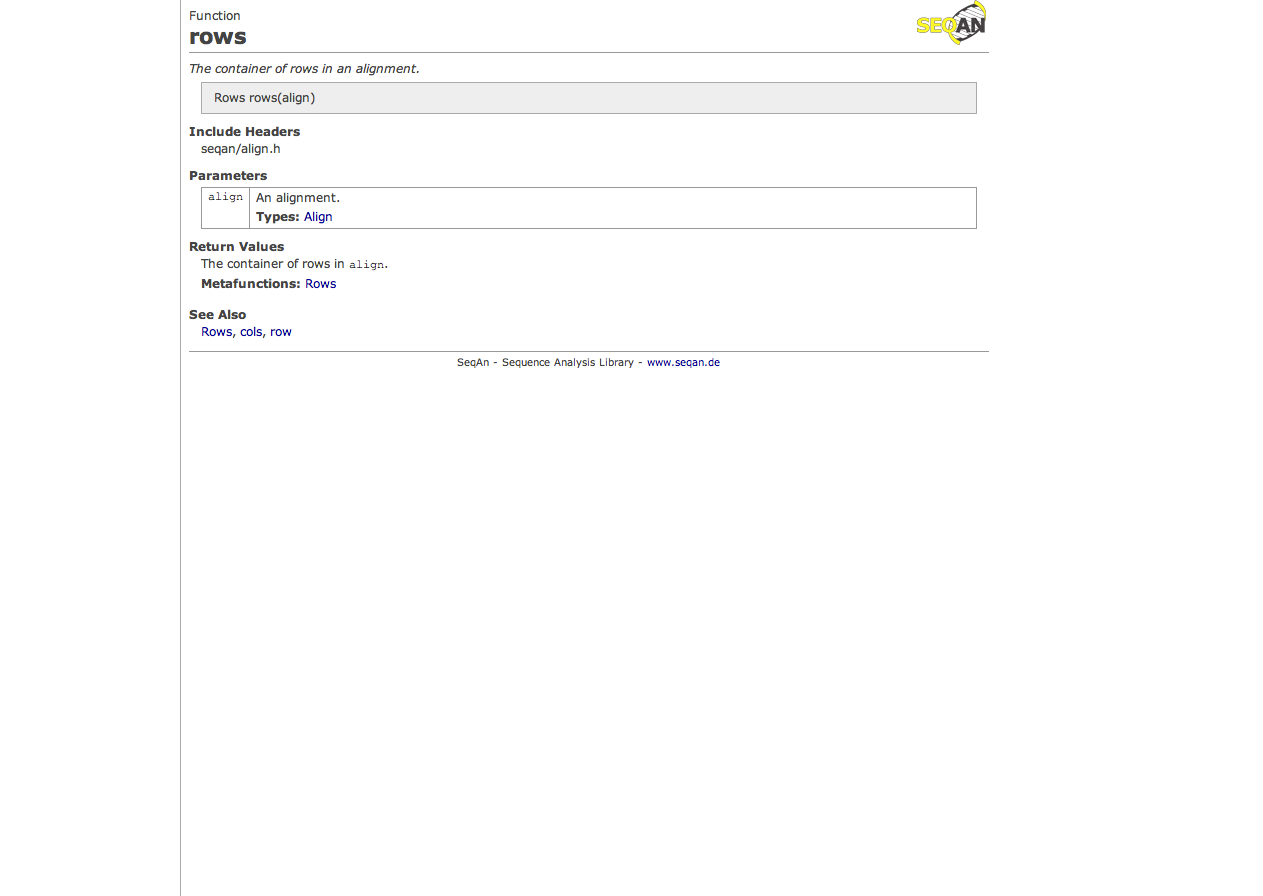 Function
SEQAN
rows
The container of rows in an alignment.
Rows rows(align)
Include Headers
seqan/align.h
Parameters
align An alignment.
Types: Align
Return Values
The container of rows in align.
Metafunctions: Rows
See Also
Rows, cols, row
SeqAn - Sequence Analysis Library - www.seqan.de